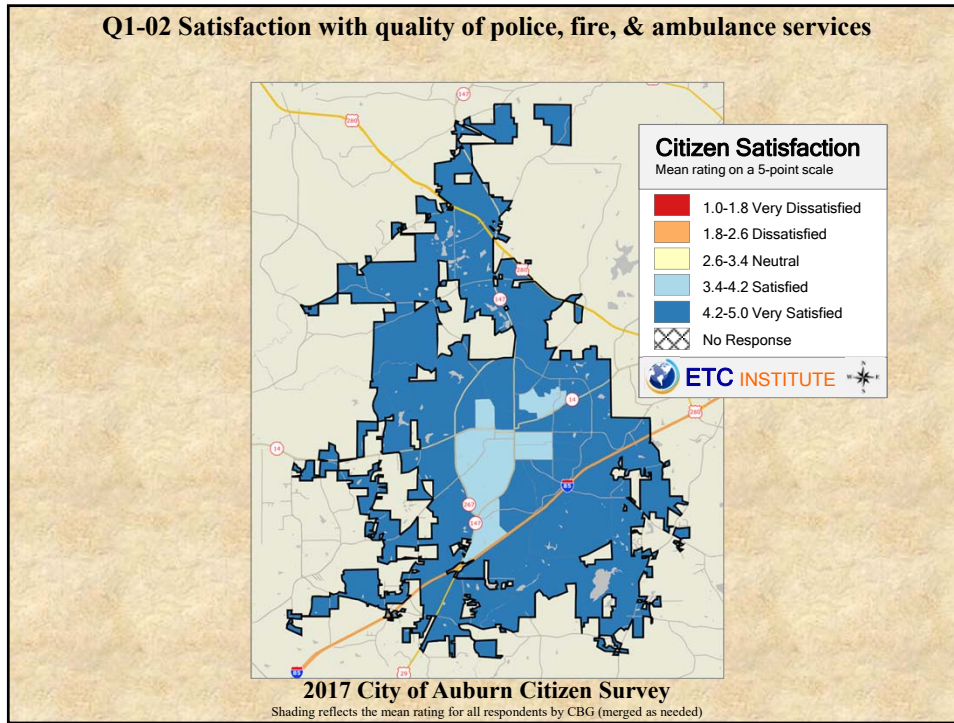 Q1-02 Satisfaction with quality of police, fire, & ambulance services
147
280
Citizen Satisfaction
Mean rating on a 5-point scale
1.0-1.8 Very Dissatisfied
1.8-2.6 Dissatisfied
2.6-3.4 Neutral
3.4-4.2 Satisfied
4.2-5.0 Very Satisfied
No Response
ETC INSTITUTE
N
W E
S
280
147
14
280
14
85
267
147
85
29
2017 City of Auburn Citizen Survey
Shading reflects the mean rating for all respondents by CBG (merged as needed)